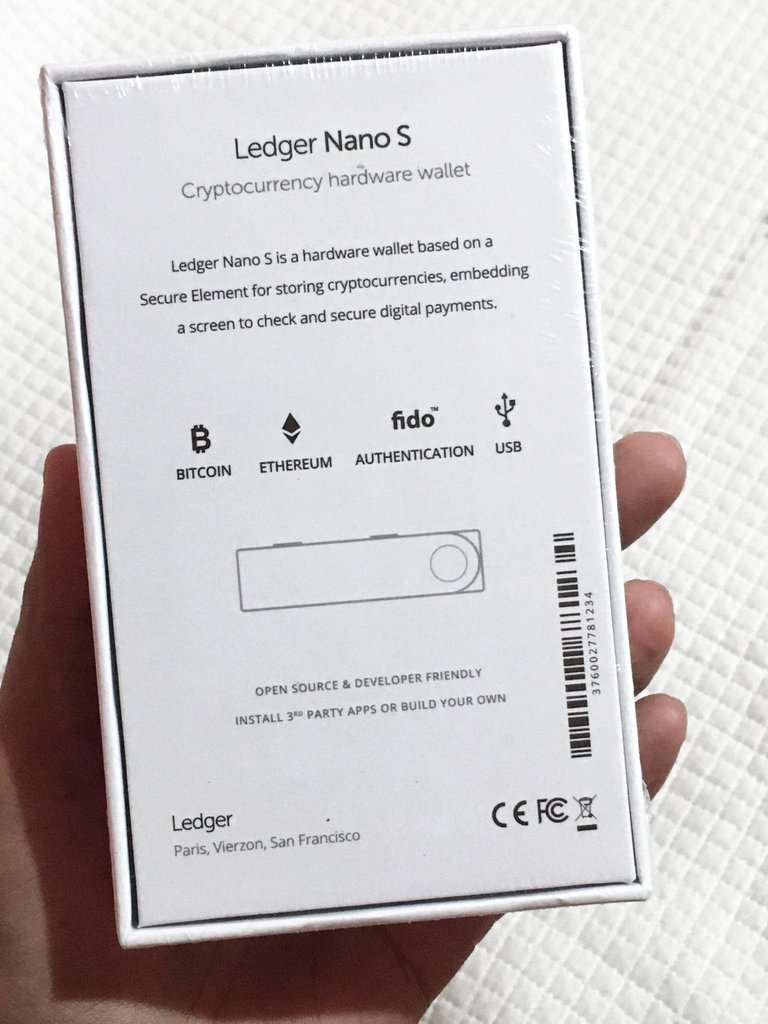 Ledger Nano S
Cryptocurrency hardware wallet
Ledger Nano S is a hardware wallet based on a
Secure Element for storing cryptocurrencies, embedding
a screen to check and secure digital payments.
BITCOIN
ETHEREUM
fido™
AUTHENTICATION
USB
3760027781234
OPEN SOURCE & DEVELOPER FRIENDLY
INSTALL 3RD PARTY APPS OR BUILD YOUR OWN
Ledger
Paris, Vierzon, San Francisco
CE FC